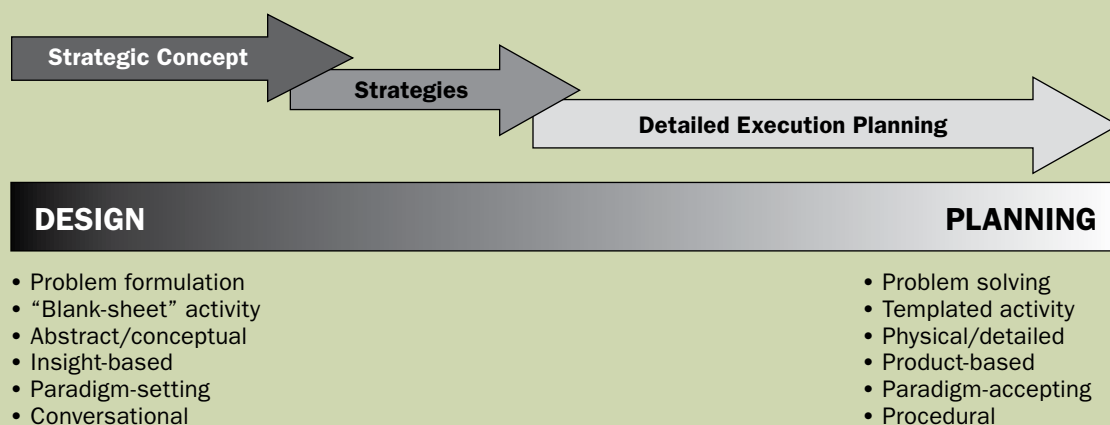 Strategic Concept
Strategies
Detailed Execution Planning
DESIGN
PLANNING
• Problem formulation
• “Blank-sheet” activity
• Abstract/conceptual
• Insight-based
• Paradigm-setting
• Conversational
• Problem solving
• Templated activity
• Physical/detailed
• Product-based
• Paradigm-accepting
• Procedural